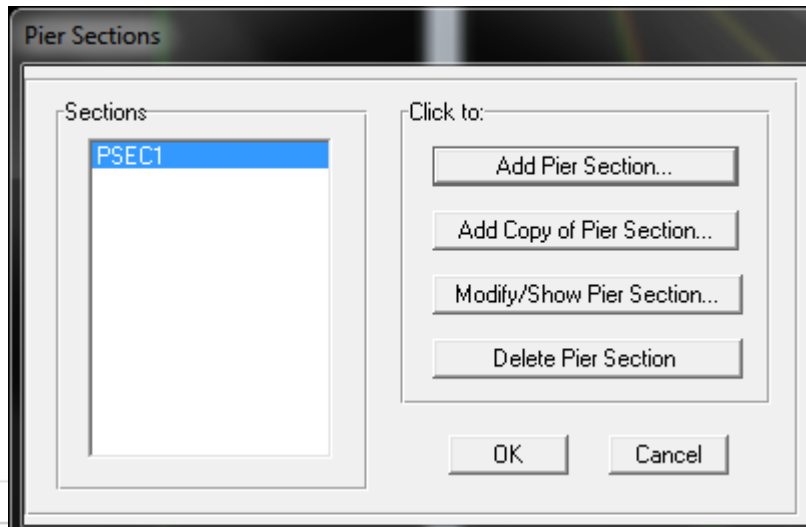 Pier Sections
Sections
PSEC1
Click to:
Add Pier Section...
Add Copy of Pier Section...
Modify/Show Pier Section...
Delete Pier Section
OK
Cancel